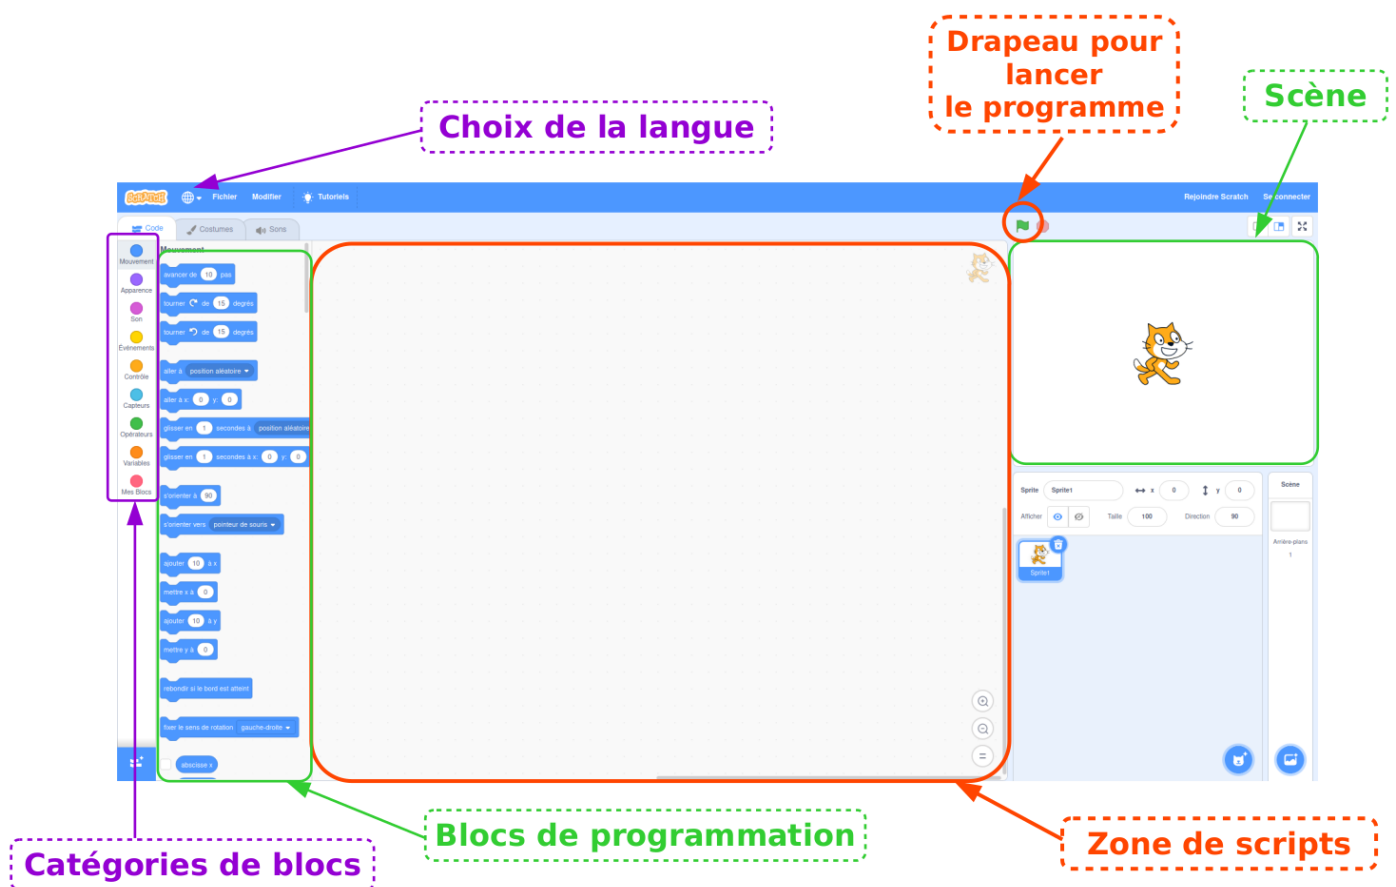 Drapeau pour
lancer
le programme
Scène
Choix de la langue
SCRATCH Fichier Modifier Tutoriels Rejoindre Scratch Se connecter
Code Costumes Sons
Mouvement
Apparence
Son
Événements
Contrôle
Capteurs
Opérateurs
Variables
Mes Blocs
Mouvement
avancer de 10 pas
tourner de 15 degrés
tourner de 15 degrés
aller à position aléatoire
aller à x: 0 y: 0
glisser en 1 secondes à position aléatoire
glisser en 1 secondes à x: 0 y: 0
s'orienter à 90
s'orienter vers pointeur de souris
ajouter 10 à x
mettre x à 0
ajouter 10 à y
mettre y à 0
rebondir si le bord est atteint
fixer le sens de rotation gauche-droite
abscisse x
Sprite Sprite1 x 0 y 0
Afficher Taille 100 Direction 90
Sprite1
Scène
Arrière-plans
1
Blocs de programmation
Zone de scripts
Catégories de blocs